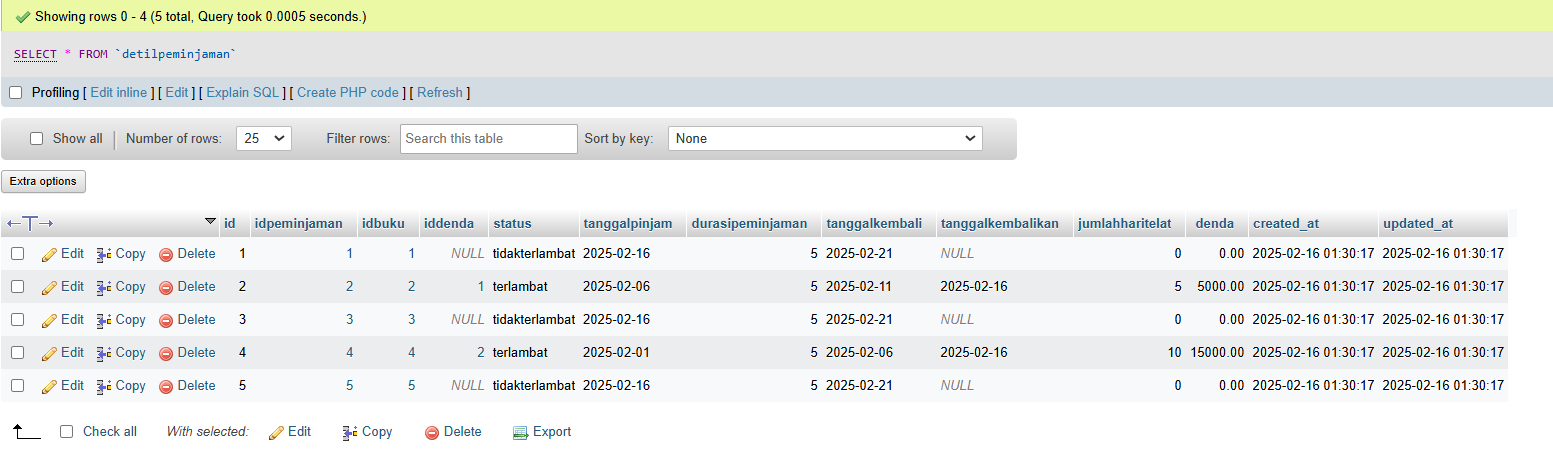 Showing rows 0 - 4 (5 total, Query took 0.0005 seconds.)
SELECT * FROM `detilpeminjaman`
Profiling [ Edit inline ] [ Edit ] [ Explain SQL ] [ Create PHP code ] [ Refresh ]
Show all Number of rows: 25 Filter rows: Search this table Sort by key: None
Extra options
id idpeminjaman idbuku iddenda status tanggalpinjam durasipeminjaman tanggalkembali tanggalkembalikan jumlahharitelat denda created_at updated_at
Edit Copy Delete 1 1 1 NULL tidakterlambat 2025-02-16 5 2025-02-21 NULL 0 0.00 2025-02-16 01:30:17 2025-02-16 01:30:17
Edit Copy Delete 2 2 2 1 terlambat 2025-02-06 5 2025-02-11 2025-02-16 5 5000.00 2025-02-16 01:30:17 2025-02-16 01:30:17
Edit Copy Delete 3 3 3 NULL tidakterlambat 2025-02-16 5 2025-02-21 NULL 0 0.00 2025-02-16 01:30:17 2025-02-16 01:30:17
Edit Copy Delete 4 4 4 2 terlambat 2025-02-01 5 2025-02-06 2025-02-16 10 15000.00 2025-02-16 01:30:17 2025-02-16 01:30:17
Edit Copy Delete 5 5 5 NULL tidakterlambat 2025-02-16 5 2025-02-21 NULL 0 0.00 2025-02-16 01:30:17 2025-02-16 01:30:17
Check all With selected: Edit Copy Delete Export